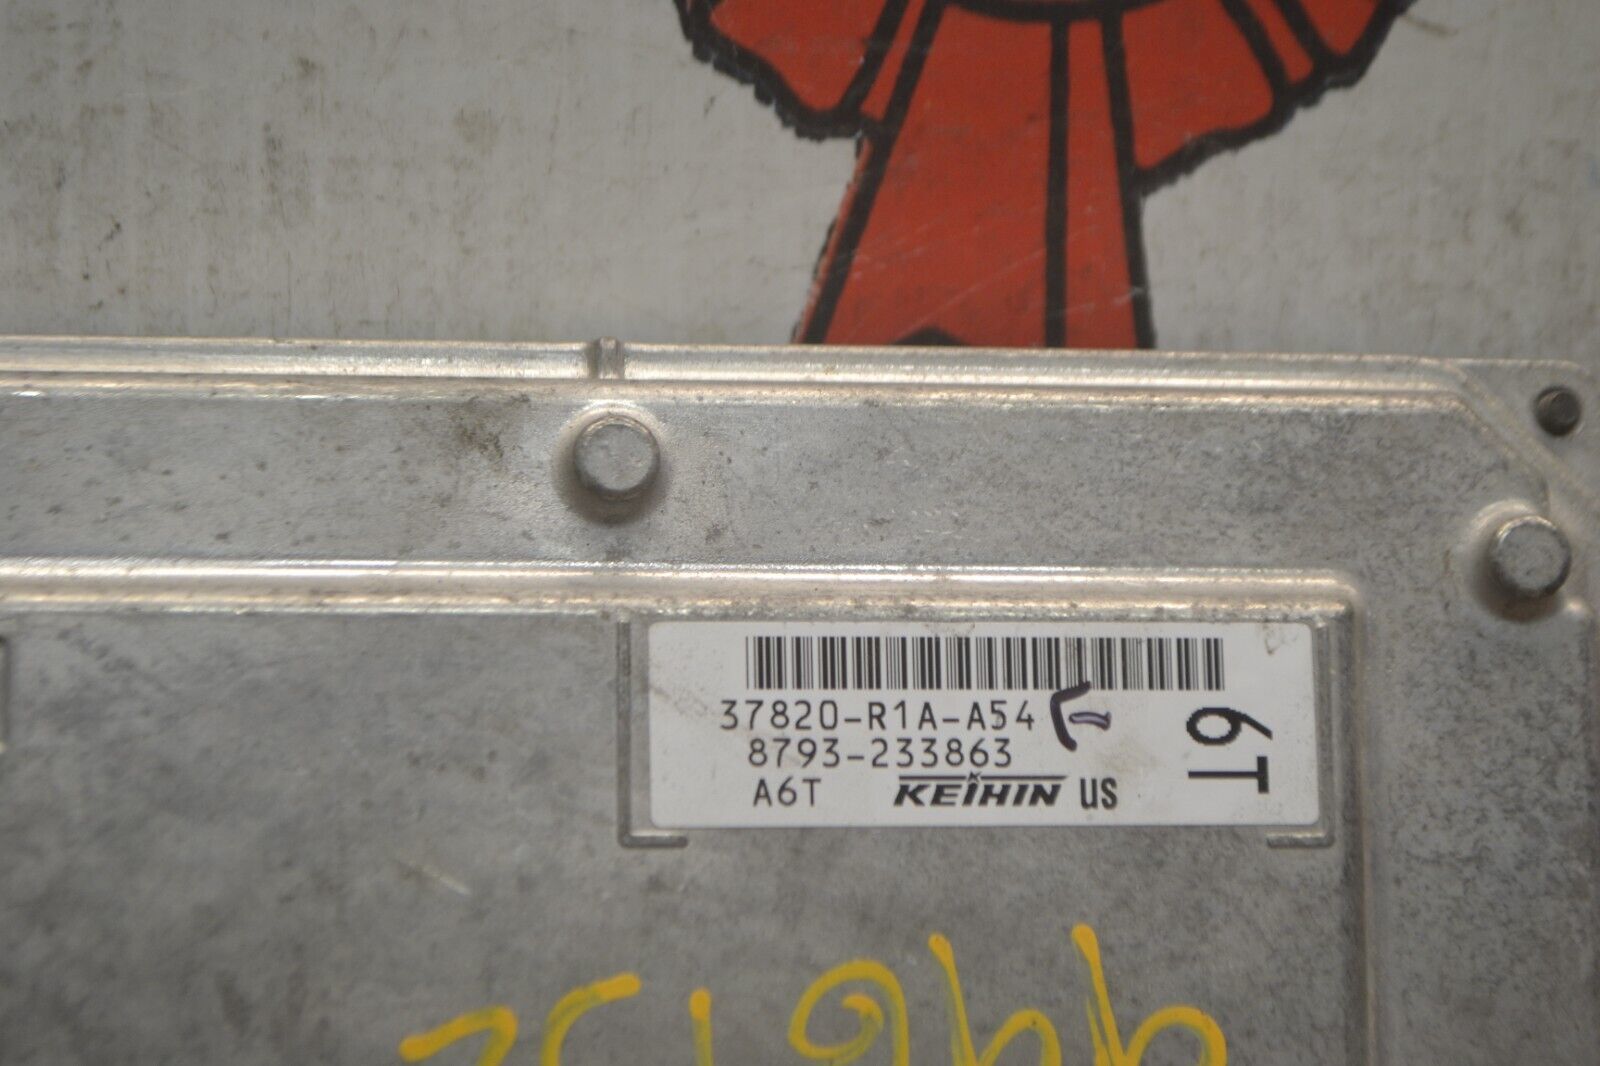 37820-R1A-A54
8793-233863
A6T KEIHIN US
6T